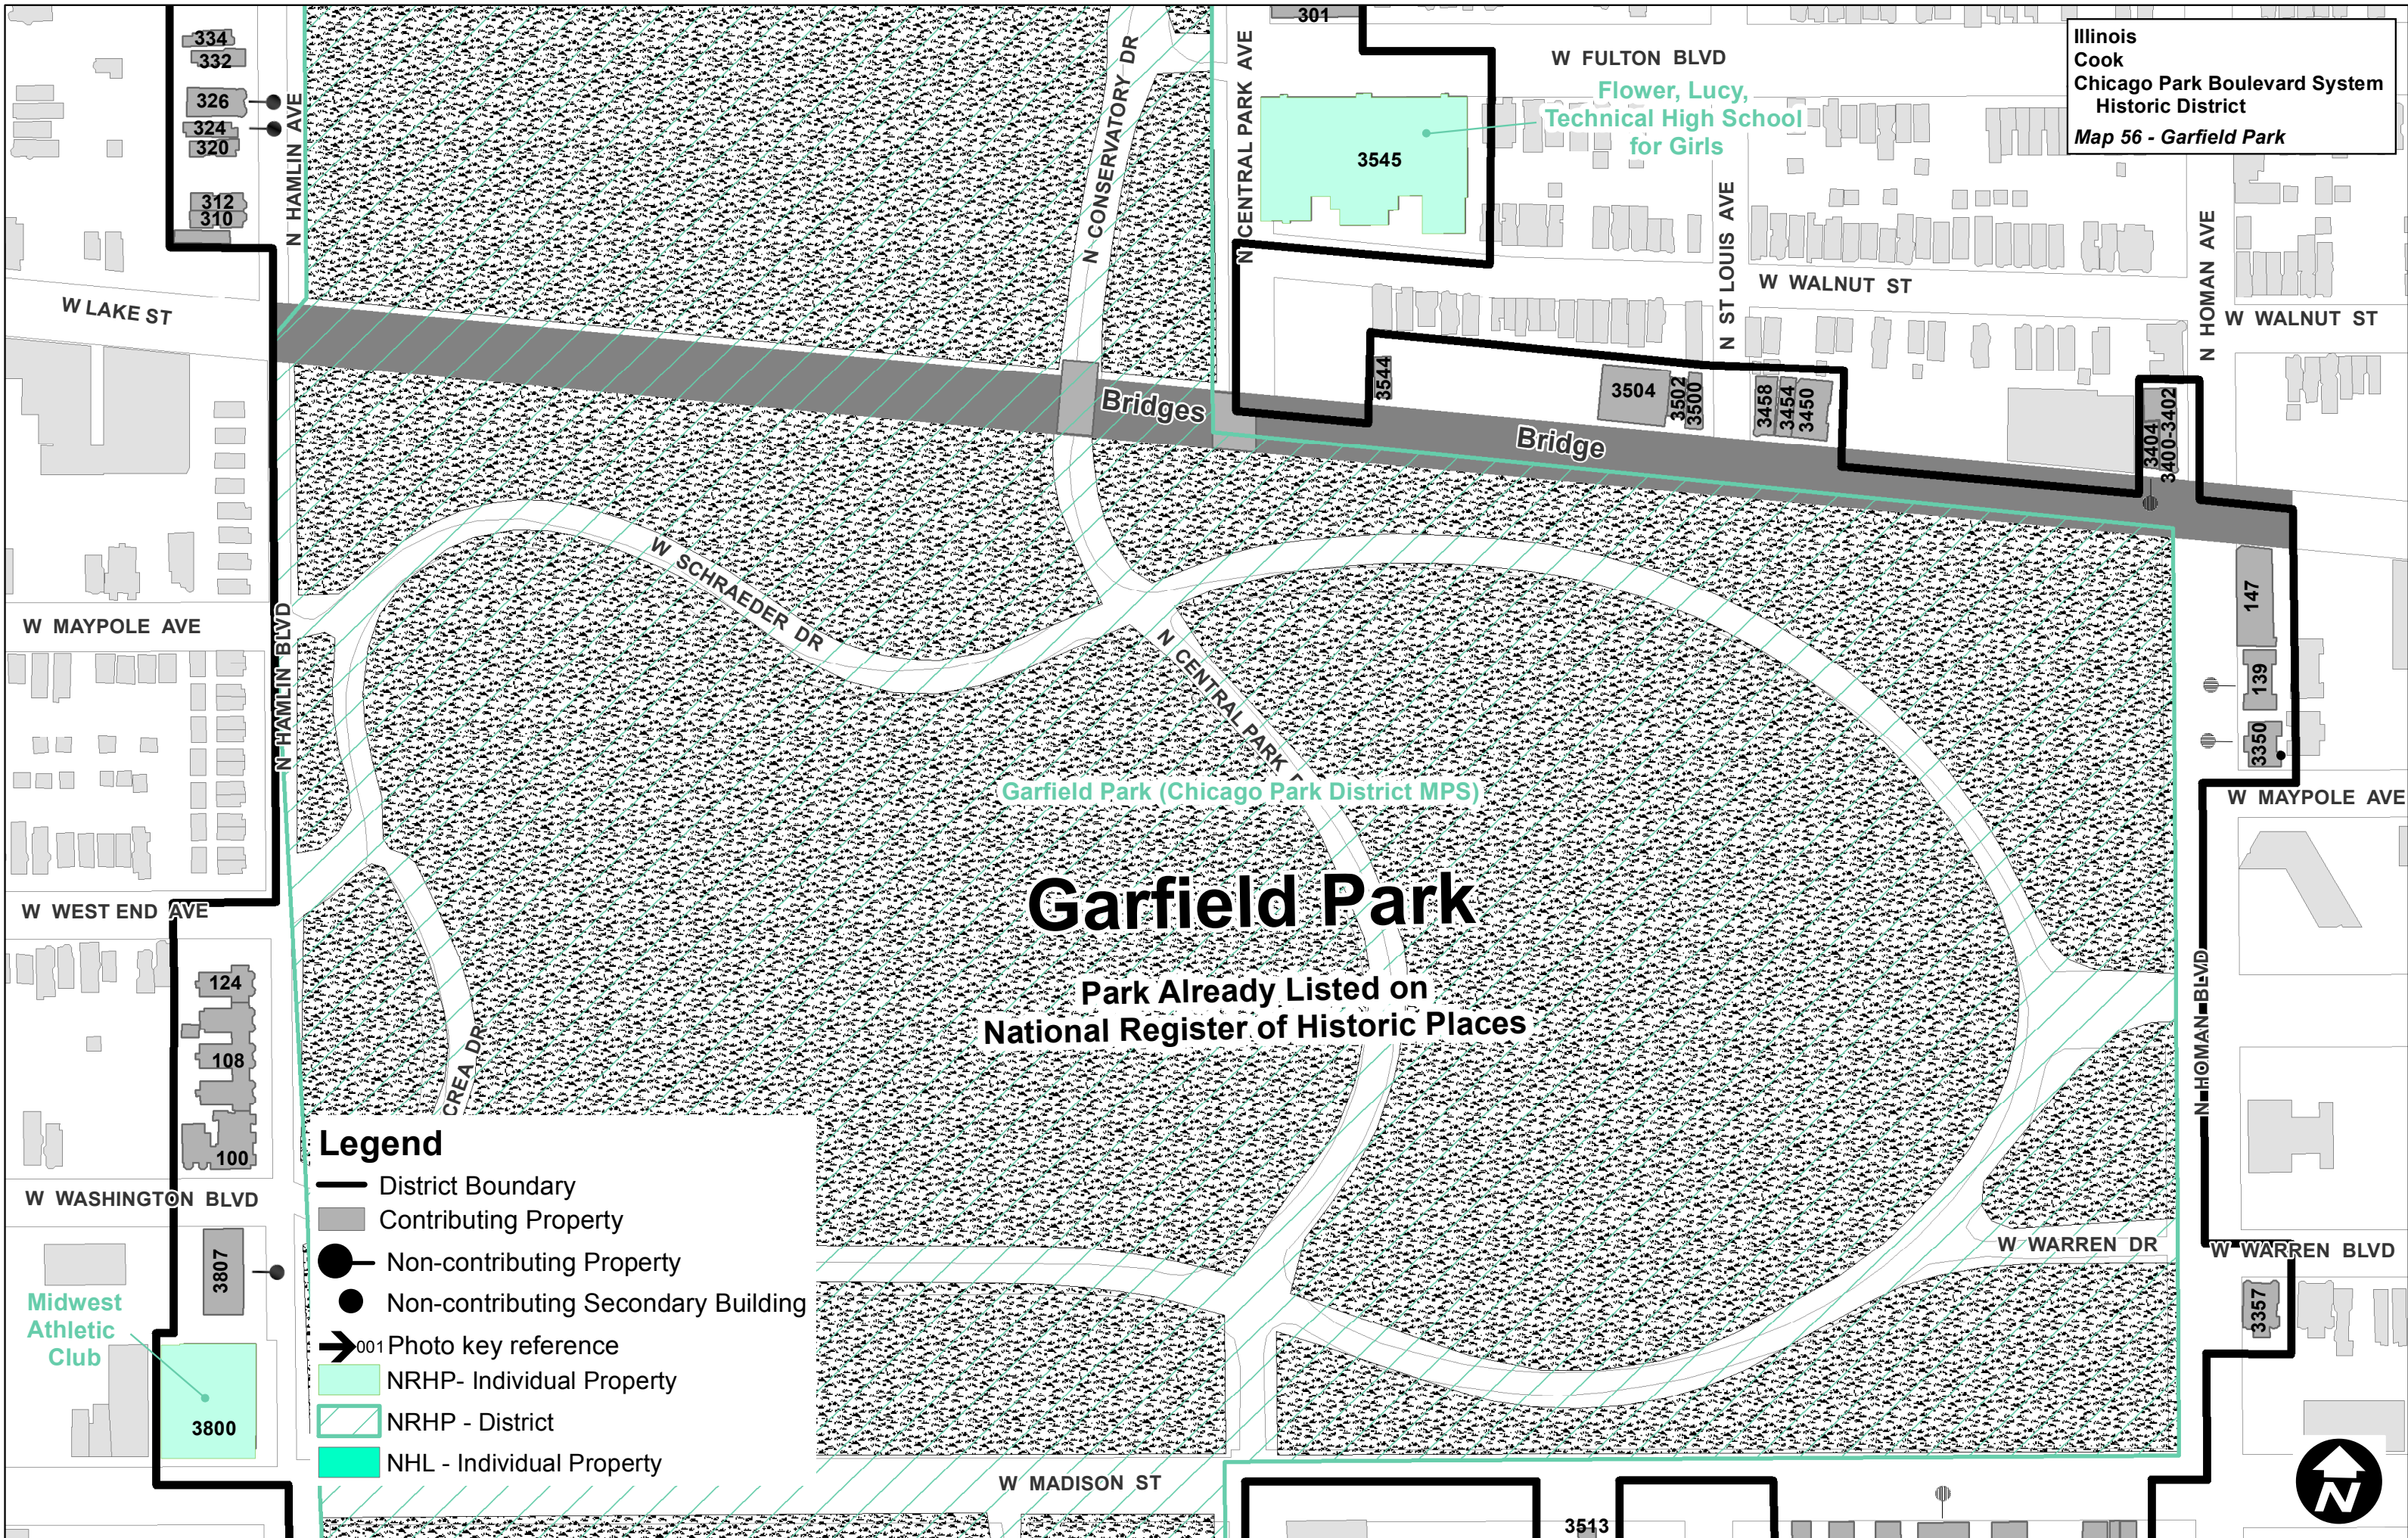 301
334
332
326
324
320
312
310
N HAMLIN AVE
N CONSERVATORY DR
N CENTRAL PARK AVE
W FULTON BLVD
Flower, Lucy,
Technical High School
for Girls
3545
Illinois
Cook
Chicago Park Boulevard System
Historic District
Map 56 - Garfield Park
N ST LOUIS AVE
W WALNUT ST
N HOMAN AVE
W WALNUT ST
W LAKE ST
Bridges
Bridge
3544
3504
3502
3500
3458
3454
3450
3404
3400-3402
W SCHRAEDER DR
W MAYPOLE AVE
N HAMLIN BLVD
N CENTRAL PARK
147
139
3350
W MAYPOLE AVE
Garfield Park (Chicago Park District MPS)
Garfield Park
Park Already Listed on
National Register of Historic Places
W WEST END AVE
124
108
100
CREA DR
N HOMAN BLVD
W WASHINGTON BLVD
3807
Midwest
Athletic
Club
3800
W WARREN DR
W WARREN BLVD
3357
Legend
District Boundary
Contributing Property
Non-contributing Property
Non-contributing Secondary Building
001 Photo key reference
NRHP- Individual Property
NRHP - District
NHL - Individual Property
W MADISON ST
3513
N